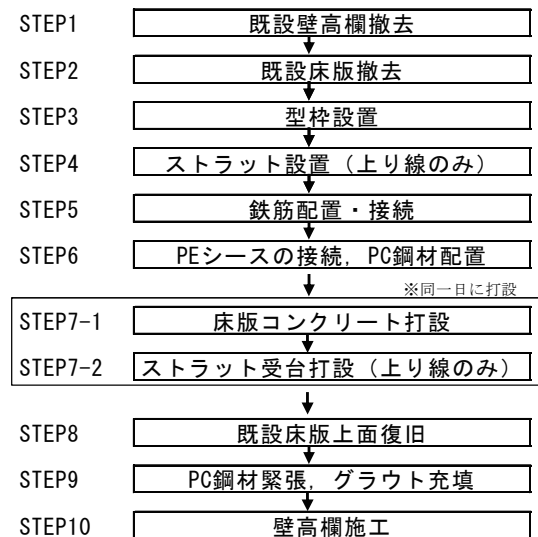 STEP1 既設壁高欄撤去
STEP2 既設床版撤去
STEP3 型枠設置
STEP4 ストラット設置（上り線のみ）
STEP5 鉄筋配置・接続
STEP6 PEシースの接続，PC鋼材配置
※同一日に打設
STEP7-1 床版コンクリート打設
STEP7-2 ストラット受台打設（上り線のみ）
STEP8 既設床版上面復旧
STEP9 PC鋼材緊張，グラウト充填
STEP10 壁高欄施工